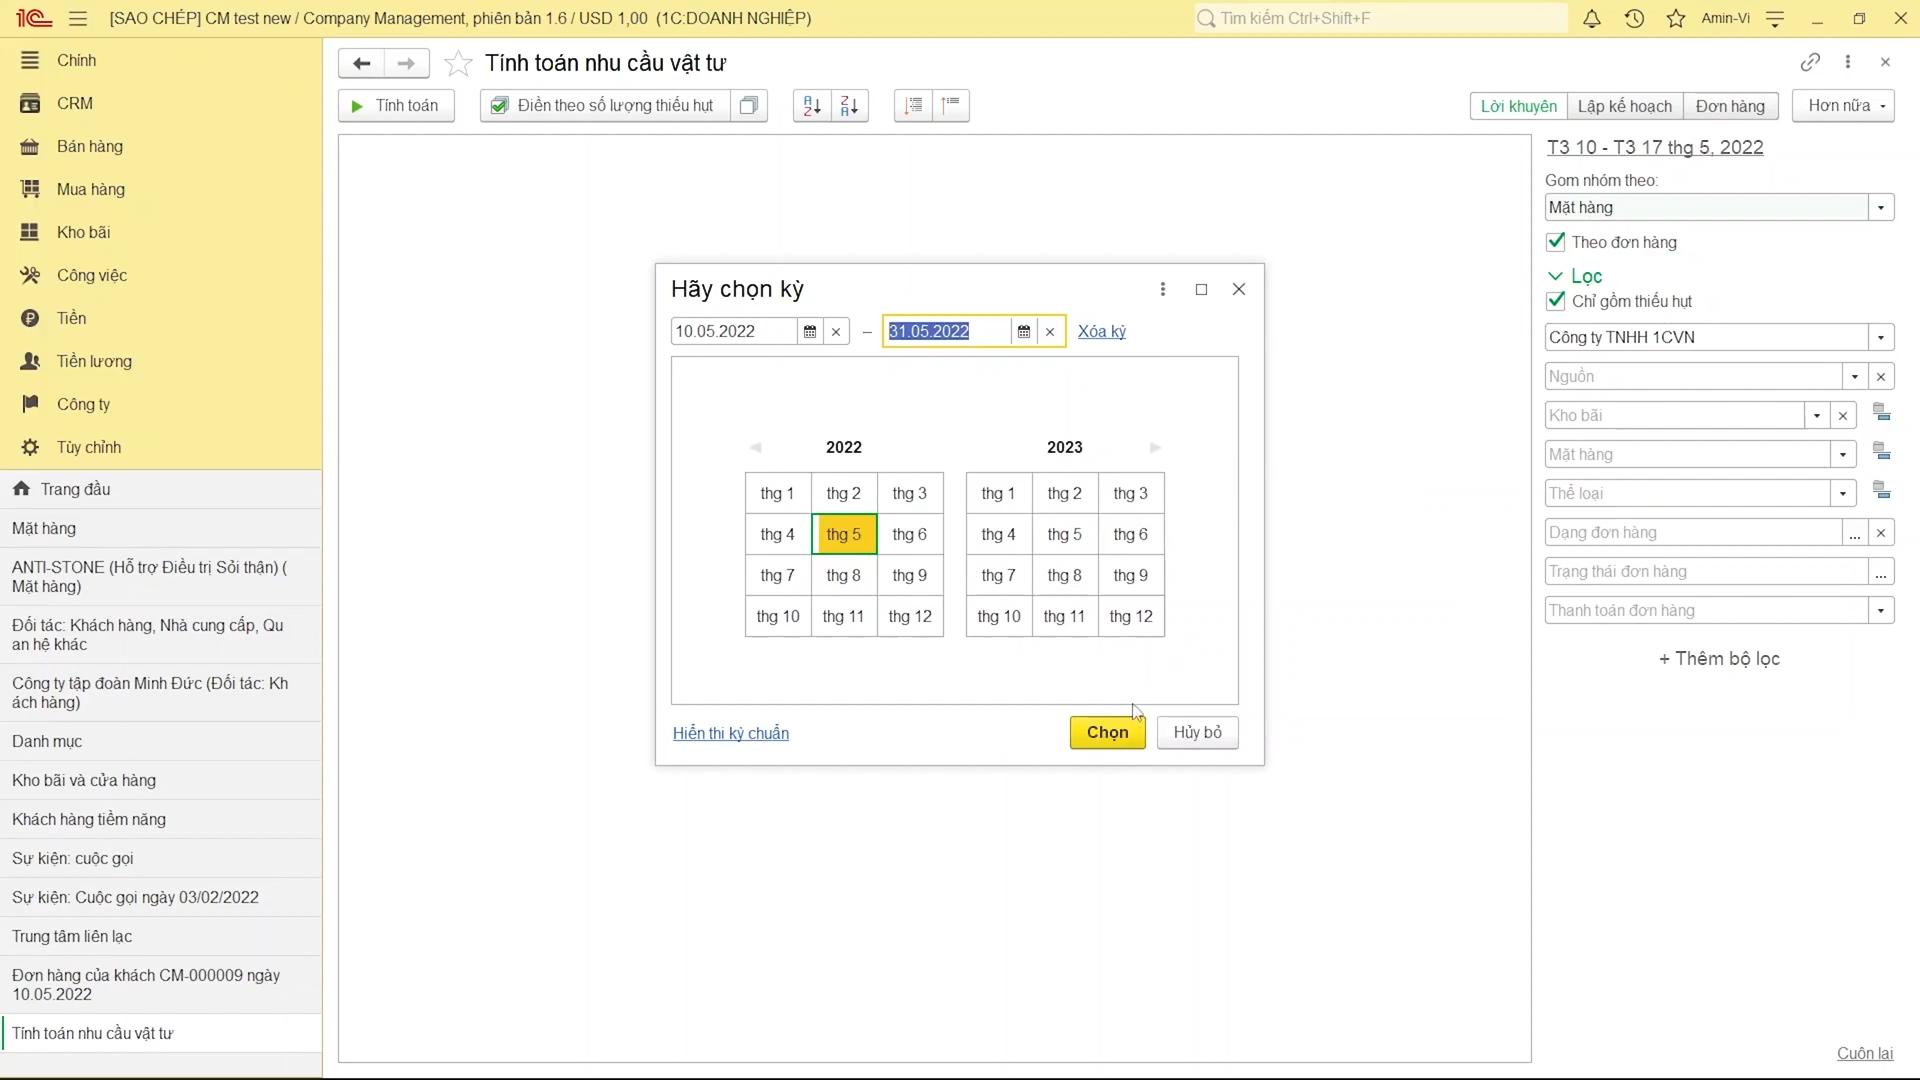 [SAO CHÉP] CM test new / Company Management, phiên bản 1.6 / USD 1,00 (1C:DOANH NGHIỆP)
Tìm kiếm Ctrl+Shift+F
Amin-Vi
Chính
CRM
Bán hàng
Mua hàng
Kho bãi
Công việc
Tiền
Tiền lương
Công ty
Tùy chỉnh
Trang đầu
Mặt hàng
ANTI-STONE (Hỗ trợ Điều trị Sỏi thận) (
Mặt hàng)
Đối tác: Khách hàng, Nhà cung cấp, Qu
an hệ khác
Công ty tập đoàn Minh Đức (Đối tác: Kh
ách hàng)
Danh mục
Kho bãi và cửa hàng
Khách hàng tiềm năng
Sự kiện: cuộc gọi
Sự kiện: Cuộc gọi ngày 03/02/2022
Trung tâm liên lạc
Đơn hàng của khách CM-000009 ngày
10.05.2022
Tính toán nhu cầu vật tư
Tính toán nhu cầu vật tư
Tính toán
Điền theo số lượng thiếu hụt
Lời khuyên
Lập kế hoạch
Đơn hàng
Hơn nữa
Hãy chọn kỳ
10.05.2022 – 31.05.2022 Xóa kỳ
2022 2023
thg 1 thg 2 thg 3 thg 1 thg 2 thg 3
thg 4 thg 5 thg 6 thg 4 thg 5 thg 6
thg 7 thg 8 thg 9 thg 7 thg 8 thg 9
thg 10 thg 11 thg 12 thg 10 thg 11 thg 12
Hiển thi kỳ chuẩn
Chọn
Hủy bỏ
T3 10 - T3 17 thg 5, 2022
Gom nhóm theo:
Mặt hàng
Theo đơn hàng
Lọc
Chỉ gồm thiếu hụt
Công ty TNHH 1CVN
Nguồn
Kho bãi
Mặt hàng
Thể loại
Dạng đơn hàng
Trạng thái đơn hàng
Thanh toán đơn hàng
+ Thêm bộ lọc
Cuôn lai